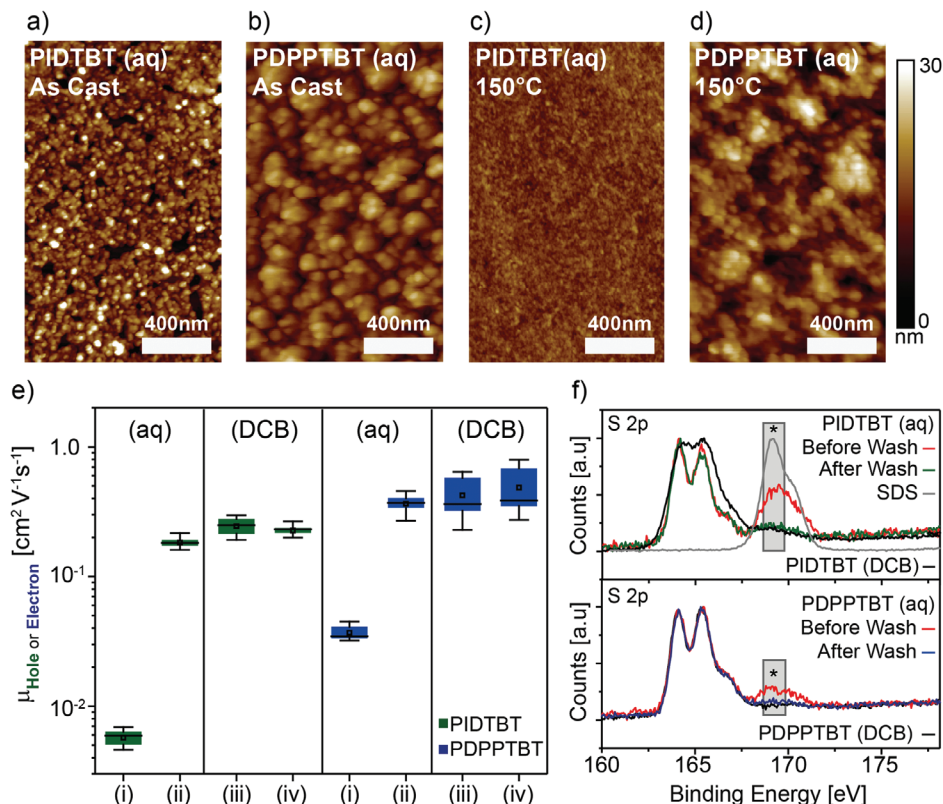 a)
PIDTBT (aq)
As Cast
400nm
b)
PDPPTBT (aq)
As Cast
400nm
c)
PIDTBT(aq)
150°C
400nm
d)
PDPPTBT (aq)
150°C
400nm
30
0
nm
e)
μHole or Electron [cm² V⁻¹s⁻¹]
1.0
10⁻¹
10⁻²
(aq)
(DCB)
(aq)
(DCB)
PIDTBT
PDPPTBT
(i) (ii) (iii) (iv) (i) (ii) (iii) (iv)
f)
S 2p
*
PIDTBT (aq)
Before Wash
After Wash
SDS
PIDTBT (DCB)
Counts [a.u]
S 2p
*
PDPPTBT (aq)
Before Wash
After Wash
PDPPTBT (DCB)
Counts [a.u]
160 165 170 175
Binding Energy [eV]